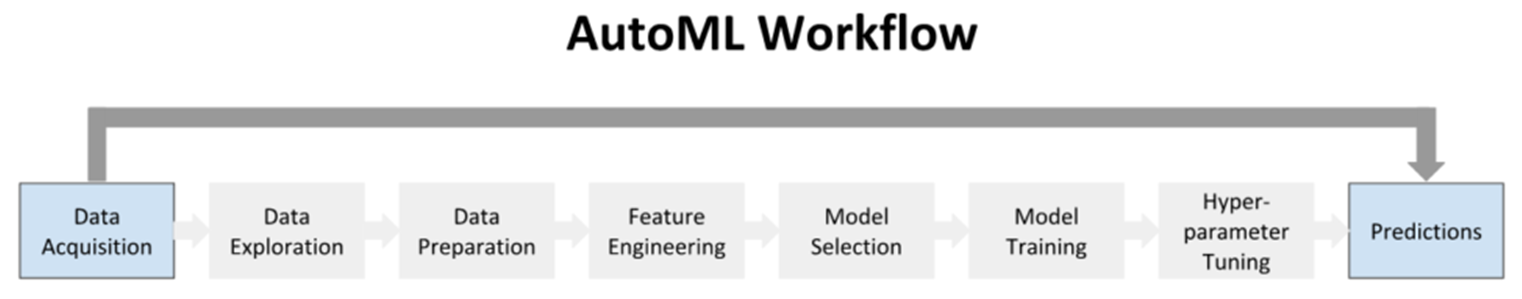 AutoML Workflow
Data
Acquisition
Data
Exploration
Data
Preparation
Feature
Engineering
Model
Selection
Model
Training
Hyper-
parameter
Tuning
Predictions